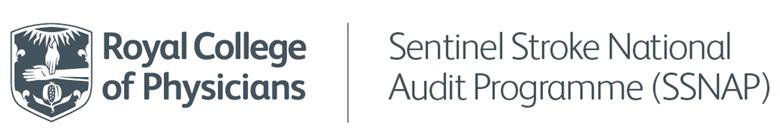 Royal College
of Physicians
Sentinel Stroke National
Audit Programme (SSNAP)